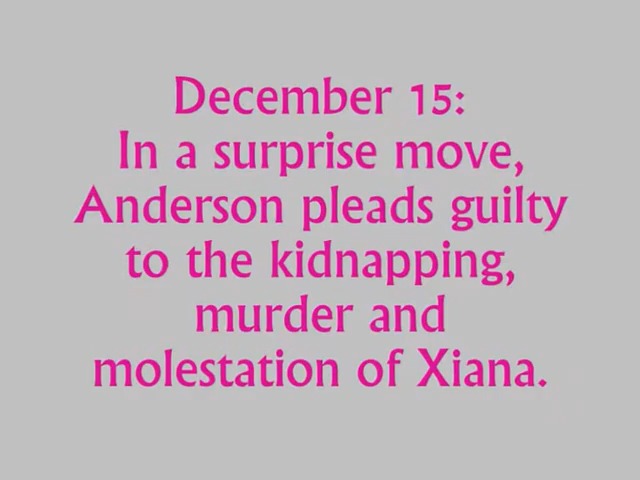 December 15:
In a surprise move,
Anderson pleads guilty
to the kidnapping,
murder and
molestation of Xiana.